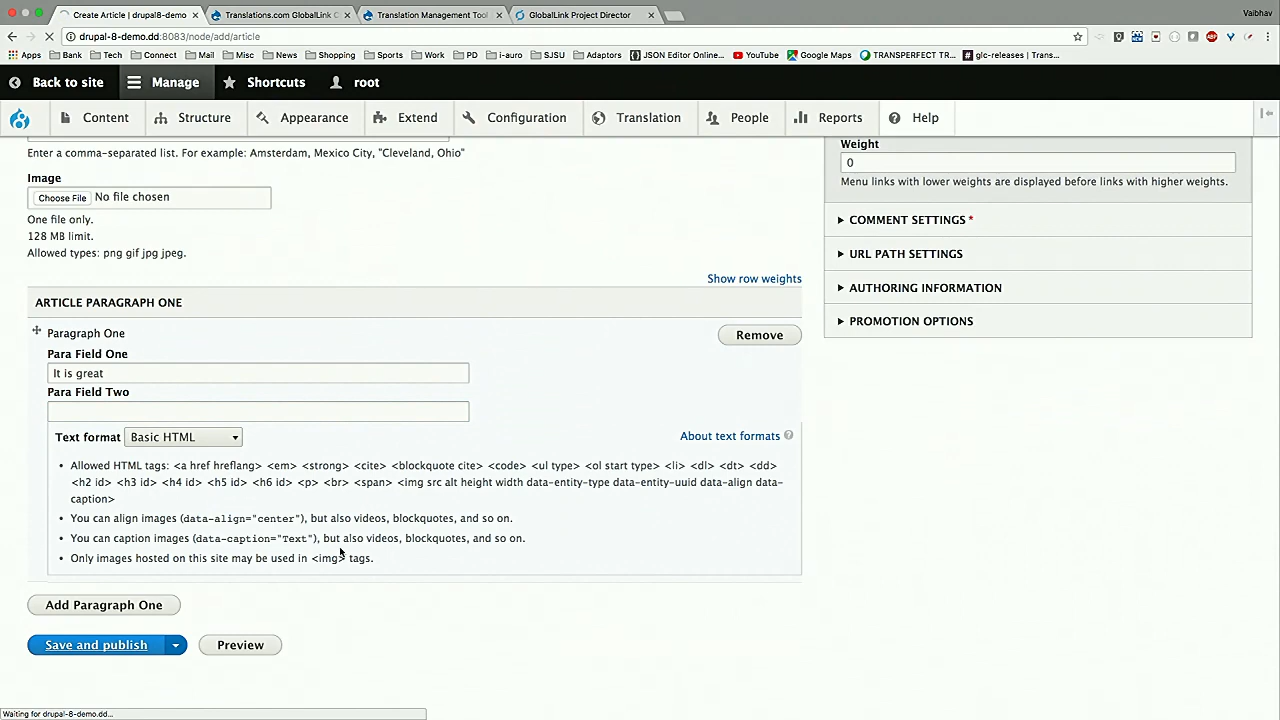 Create Article | drupal8-demo
Translations.com GlobalLink C
Translation Management Tool
GlobalLink Project Director
Vaibhav
drupal-8-demo.dd:8083/node/add/article
Apps
Bank
Tech
Connect
Mail
Misc
News
Shopping
Sports
Work
PD
i-auro
SJSU
Adaptors
JSON Editor Online...
YouTube
Google Maps
TRANSPERFECT TR...
glc-releases | Trans...
Back to site
Manage
Shortcuts
root
Content
Structure
Appearance
Extend
Configuration
Translation
People
Reports
Help
Enter a comma-separated list. For example: Amsterdam, Mexico City, "Cleveland, Ohio"
Image
Choose File No file chosen
One file only.
128 MB limit.
Allowed types: png gif jpg jpeg.
Show row weights
ARTICLE PARAGRAPH ONE
Paragraph One
Remove
Para Field One
It is great
Para Field Two
Text format Basic HTML
About text formats ?
• Allowed HTML tags: <a href hreflang> <em> <strong> <cite> <blockquote cite> <code> <ul type> <ol start type> <li> <dl> <dt> <dd>
<h2 id> <h3 id> <h4 id> <h5 id> <h6 id> <p> <br> <span> <img src alt height width data-entity-type data-entity-uuid data-align data-
caption>
• You can align images (data-align="center"), but also videos, blockquotes, and so on.
• You can caption images (data-caption="Text"), but also videos, blockquotes, and so on.
• Only images hosted on this site may be used in <img> tags.
Add Paragraph One
Save and publish
Preview
Weight
0
Menu links with lower weights are displayed before links with higher weights.
COMMENT SETTINGS *
URL PATH SETTINGS
AUTHORING INFORMATION
PROMOTION OPTIONS
Waiting for drupal-8-demo.dd...